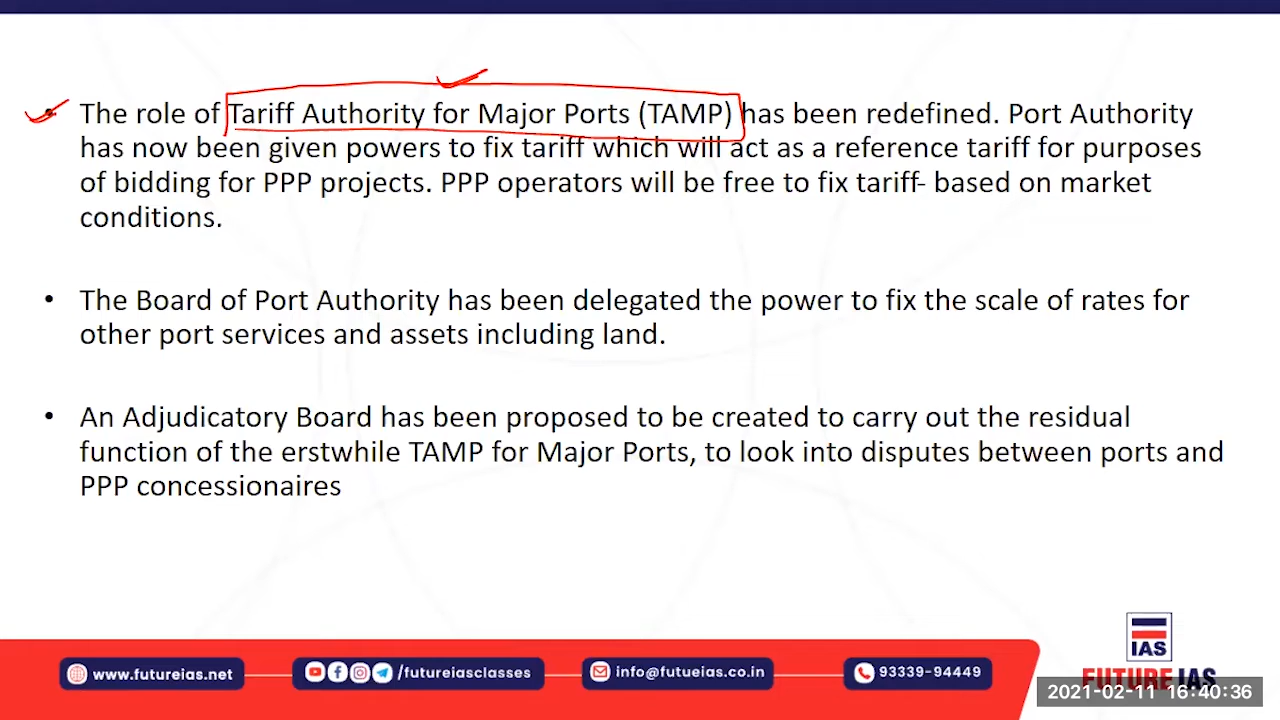 • The role of Tariff Authority for Major Ports (TAMP) has been redefined. Port Authority
has now been given powers to fix tariff which will act as a reference tariff for purposes
of bidding for PPP projects. PPP operators will be free to fix tariff- based on market
conditions.
• The Board of Port Authority has been delegated the power to fix the scale of rates for
other port services and assets including land.
• An Adjudicatory Board has been proposed to be created to carry out the residual
function of the erstwhile TAMP for Major Ports, to look into disputes between ports and
PPP concessionaires
IAS
www.futureias.net
/futureiasclasses
info@futueias.co.in
93339-94449
FUTURE IAS
2021-02-11 16:40:36